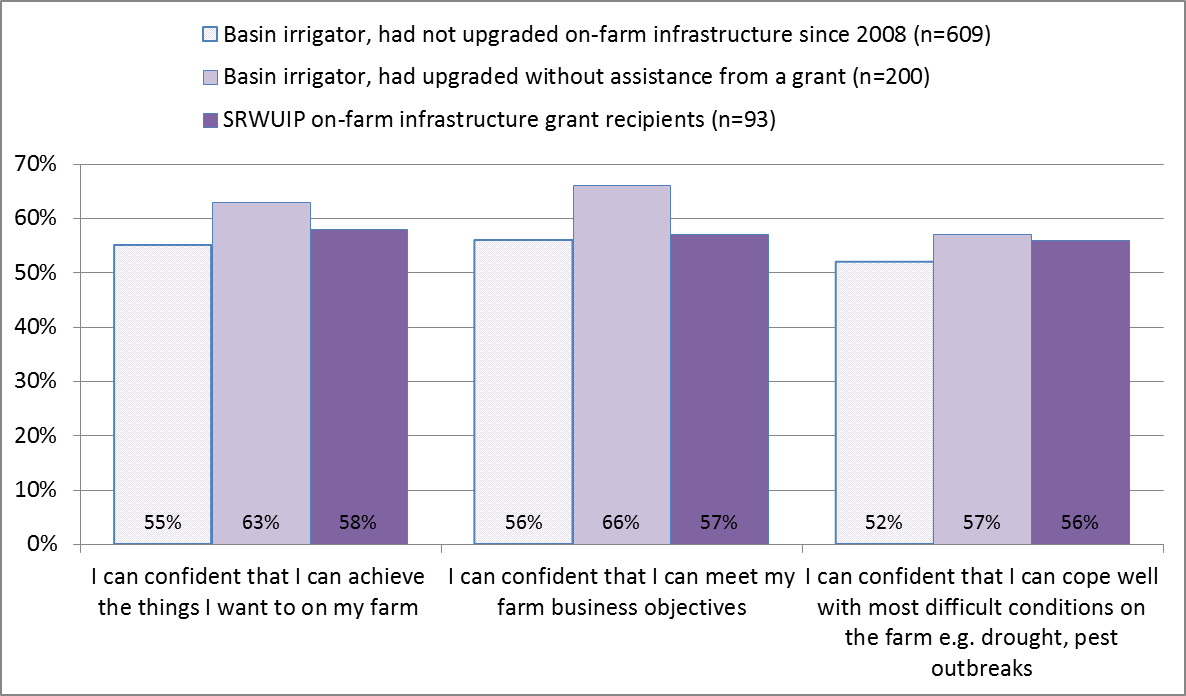 Basin irrigator, had not upgraded on-farm infrastructure since 2008 (n=609)
Basin irrigator, had upgraded without assistance from a grant (n=200)
SRWUIP on-farm infrastructure grant recipients (n=93)
70%
60%
50%
40%
30%
20%
10%
0%
55%
63%
58%
56%
66%
57%
52%
57%
56%
I can confident that I can achieve
the things I want to on my farm
I can confident that I can meet my
farm business objectives
I can confident that I can cope well
with most difficult conditions on
the farm e.g. drought, pest
outbreaks